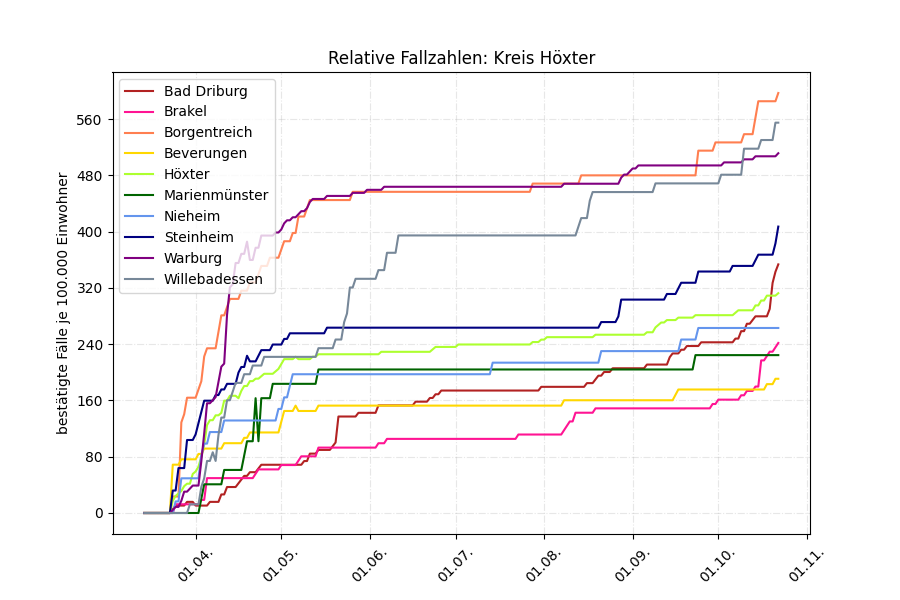 Relative Fallzahlen: Kreis Höxter
bestätigte Fälle je 100.000 Einwohner
560
480
400
320
240
160
80
0
Bad Driburg
Brakel
Borgentreich
Beverungen
Höxter
Marienmünster
Nieheim
Steinheim
Warburg
Willebadessen
01.04.
01.05.
01.06.
01.07.
01.08.
01.09.
01.10.
01.11.